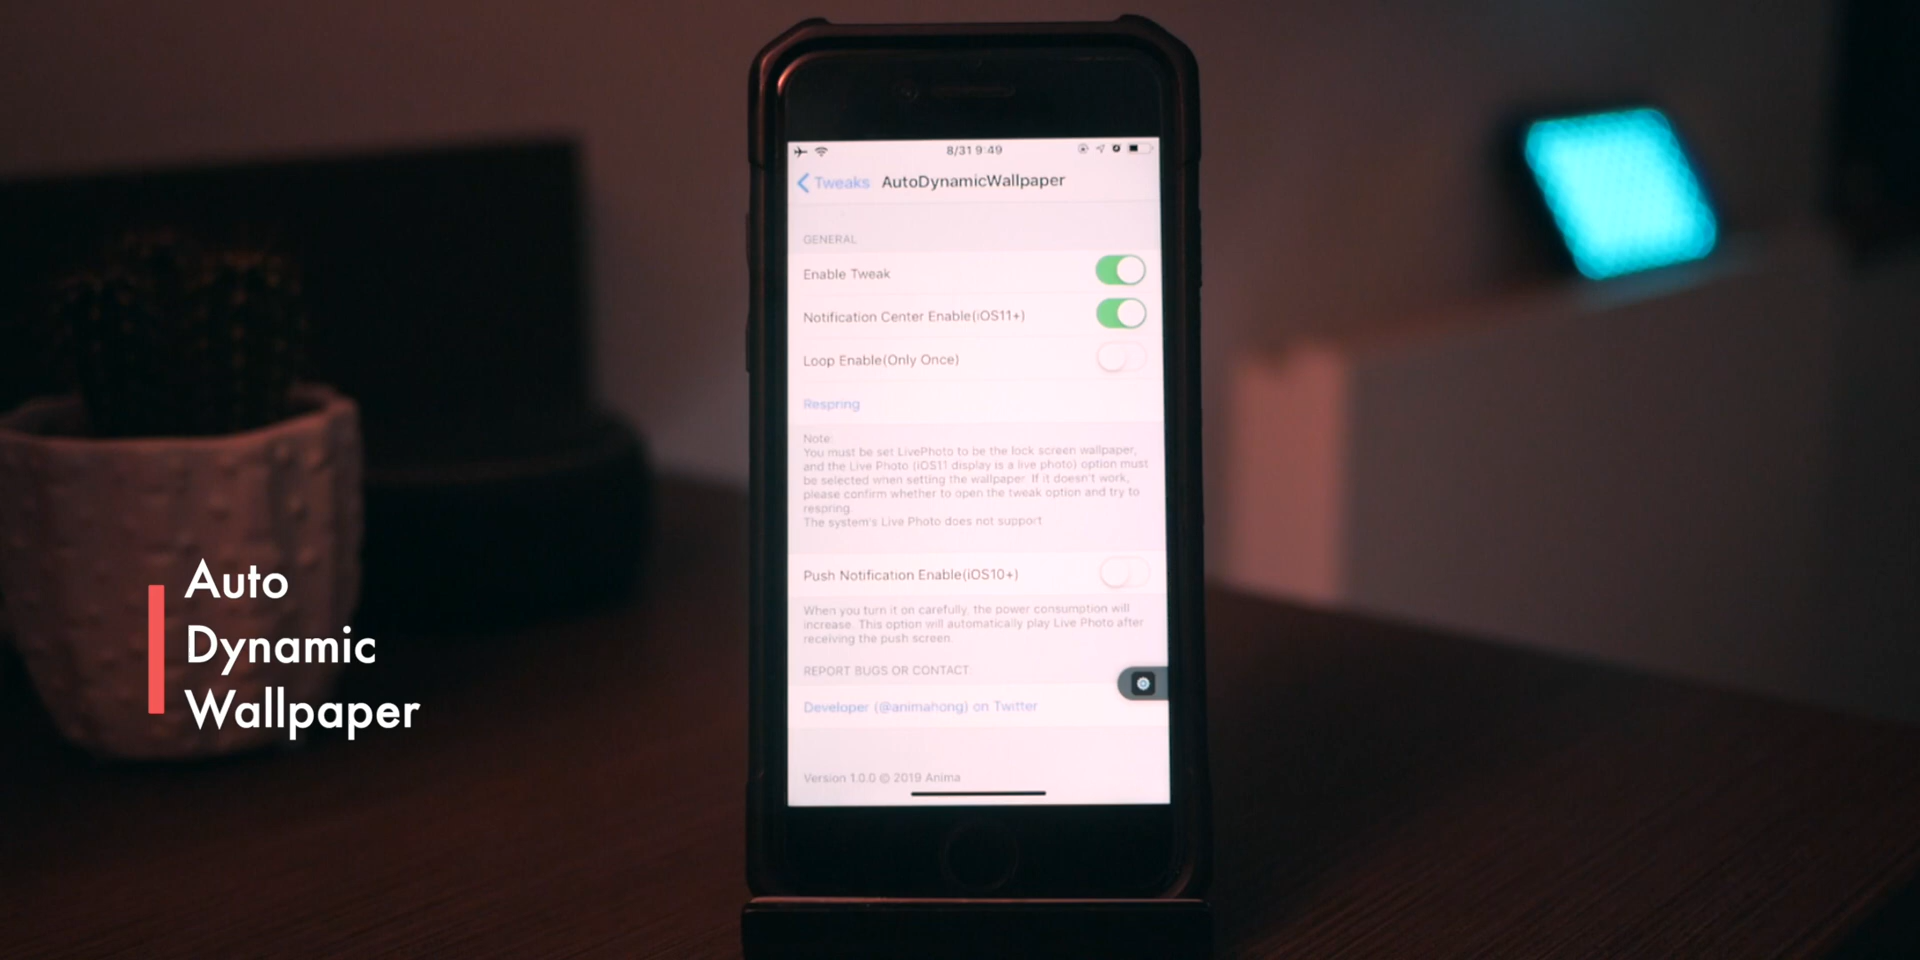 8/31 9:49
Tweaks AutoDynamicWallpaper
GENERAL
Enable Tweak
Notification Center Enable(iOS11+)
Loop Enable(Only Once)
Respring
Note:
You must be set LivePhoto to be the lock screen wallpaper,
and the Live Photo (iOS11 display is a live photo) option must
be selected when setting the wallpaper. If it doesn't work,
please confirm whether to open the tweak option and try to
respring.
The system's Live Photo does not support
Push Notification Enable(iOS10+)
When you turn it on carefully, the power consumption will
increase. This option will automatically play Live Photo after
receiving the push screen.
REPORT BUGS OR CONTACT:
Developer (@animahong) on Twitter
Version 1.0.0 © 2019 Anima
Auto
Dynamic
Wallpaper